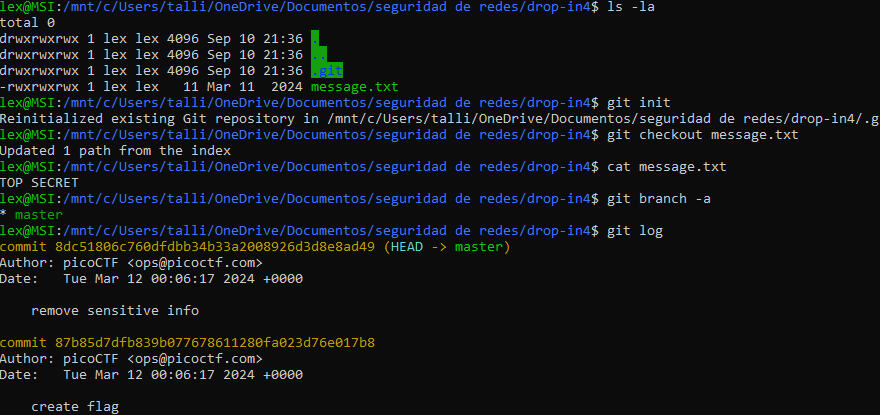 lex@MSI:/mnt/c/Users/talli/OneDrive/Documentos/seguridad de redes/drop-in4$ ls -la
total 0
drwxrwxrwx 1 lex lex 4096 Sep 10 21:36 .
drwxrwxrwx 1 lex lex 4096 Sep 10 21:36 ..
drwxrwxrwx 1 lex lex 4096 Sep 10 21:36 .git
-rwxrwxrwx 1 lex lex   11 Mar 11  2024 message.txt
lex@MSI:/mnt/c/Users/talli/OneDrive/Documentos/seguridad de redes/drop-in4$ git init
Reinitialized existing Git repository in /mnt/c/Users/talli/OneDrive/Documentos/seguridad de redes/drop-in4/.g
lex@MSI:/mnt/c/Users/talli/OneDrive/Documentos/seguridad de redes/drop-in4$ git checkout message.txt
Updated 1 path from the index
lex@MSI:/mnt/c/Users/talli/OneDrive/Documentos/seguridad de redes/drop-in4$ cat message.txt
TOP SECRET
lex@MSI:/mnt/c/Users/talli/OneDrive/Documentos/seguridad de redes/drop-in4$ git branch -a
* master
lex@MSI:/mnt/c/Users/talli/OneDrive/Documentos/seguridad de redes/drop-in4$ git log
commit 8dc51806c760dfdbb34b33a2008926d3d8e8ad49 (HEAD -> master)
Author: picoCTF <ops@picoctf.com>
Date:   Tue Mar 12 00:06:17 2024 +0000

    remove sensitive info

commit 87b85d7dfb839b077678611280fa023d76e017b8
Author: picoCTF <ops@picoctf.com>
Date:   Tue Mar 12 00:06:17 2024 +0000

    create flag